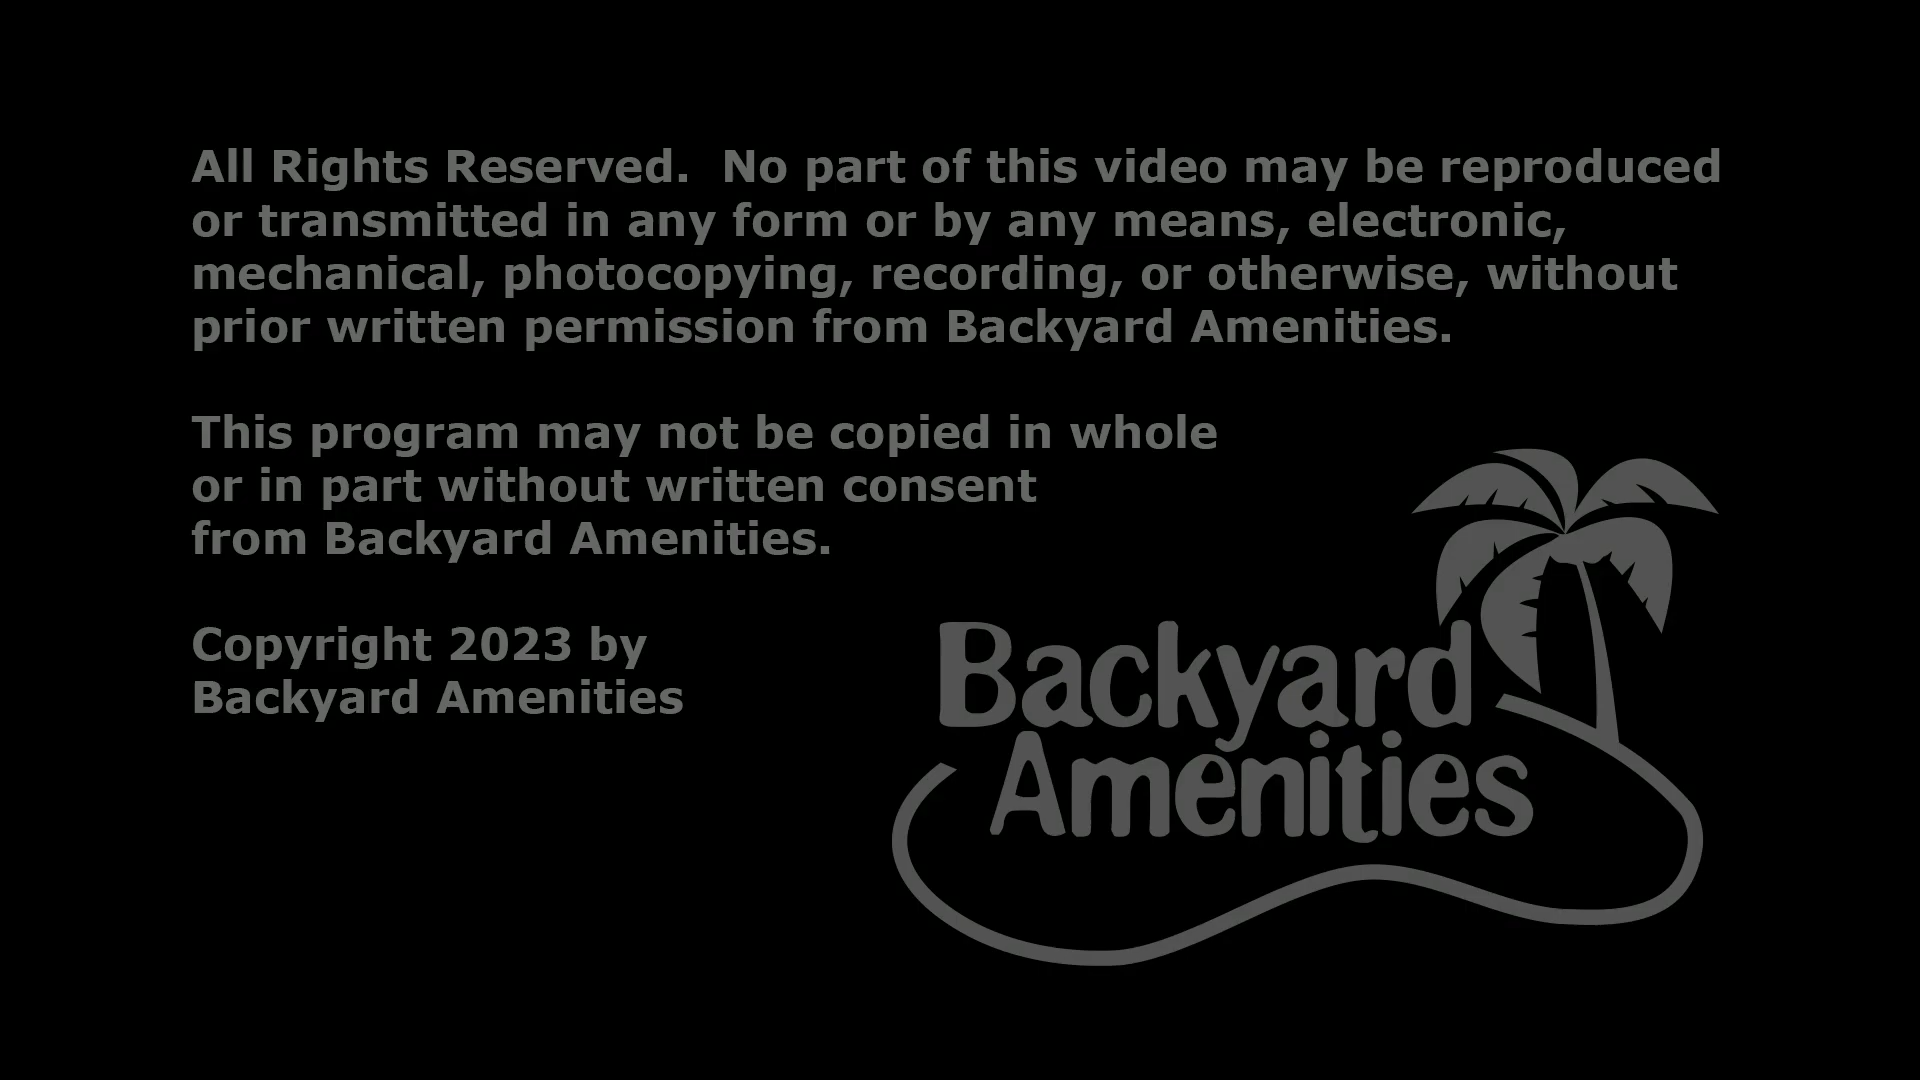 All Rights Reserved.  No part of this video may be reproduced
or transmitted in any form or by any means, electronic,
mechanical, photocopying, recording, or otherwise, without
prior written permission from Backyard Amenities.
This program may not be copied in whole
or in part without written consent
from Backyard Amenities.
Copyright 2023 by
Backyard Amenities
Backyard
Amenities